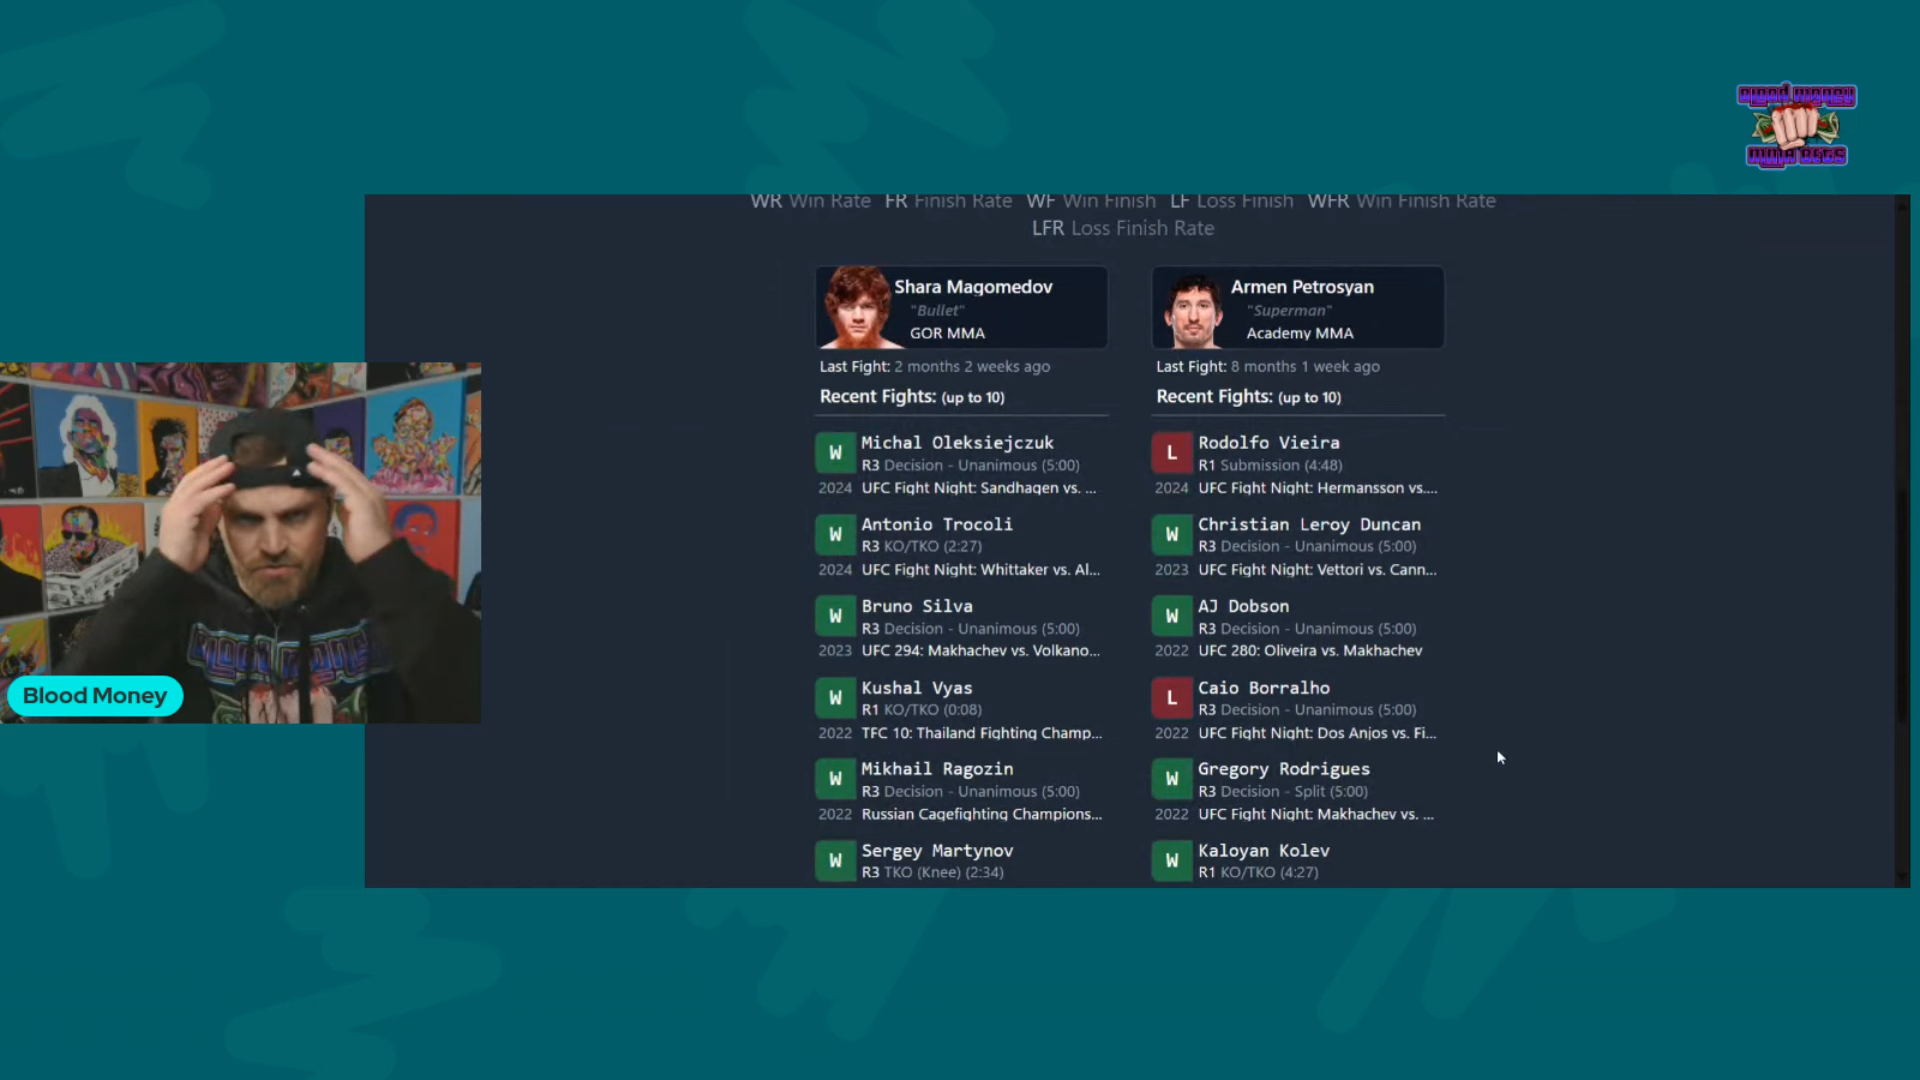 BLOOD MONEY
MMA BETS
WR Win Rate FR Finish Rate WF Win Finish LF Loss Finish WFR Win Finish Rate
LFR Loss Finish Rate
Shara Magomedov
"Bullet"
GOR MMA
Last Fight: 2 months 2 weeks ago
Recent Fights: (up to 10)
W Michal Oleksiejczuk
R3 Decision - Unanimous (5:00)
2024 UFC Fight Night: Sandhagen vs. ...
W Antonio Trocoli
R3 KO/TKO (2:27)
2024 UFC Fight Night: Whittaker vs. Al...
W Bruno Silva
R3 Decision - Unanimous (5:00)
2023 UFC 294: Makhachev vs. Volkano...
W Kushal Vyas
R1 KO/TKO (0:08)
2022 TFC 10: Thailand Fighting Champ...
W Mikhail Ragozin
R3 Decision - Unanimous (5:00)
2022 Russian Cagefighting Champions...
W Sergey Martynov
R3 TKO (Knee) (2:34)
Armen Petrosyan
"Superman"
Academy MMA
Last Fight: 8 months 1 week ago
Recent Fights: (up to 10)
L Rodolfo Vieira
R1 Submission (4:48)
2024 UFC Fight Night: Hermansson vs....
W Christian Leroy Duncan
R3 Decision - Unanimous (5:00)
2023 UFC Fight Night: Vettori vs. Cann...
W AJ Dobson
R3 Decision - Unanimous (5:00)
2022 UFC 280: Oliveira vs. Makhachev
L Caio Borralho
R3 Decision - Unanimous (5:00)
2022 UFC Fight Night: Dos Anjos vs. Fi...
W Gregory Rodrigues
R3 Decision - Split (5:00)
2022 UFC Fight Night: Makhachev vs. ...
W Kaloyan Kolev
R1 KO/TKO (4:27)
BLOOD MONEY
Blood Money